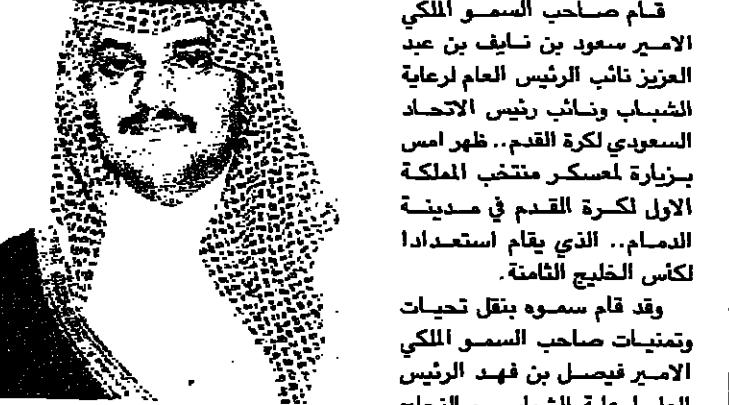 قام صاحب السمو الملكي
الامير سعود بن نايف بن عبد
العزيز نائب الرئيس العام لرعاية
الشباب ونائب رئيس الاتحاد
السعودي لكرة القدم.. ظهر امس
بزيارة لمعسكر منتخب المملكة
الاول لكرة القدم في مدينة
الدمام.. الذي يقام استعدادا
لكأس الخليج الثامنة.
وقد قام سموه بنقل تحيات
وتمنيات صاحب السمو الملكي
الامير فيصل بن فهد الرئيس